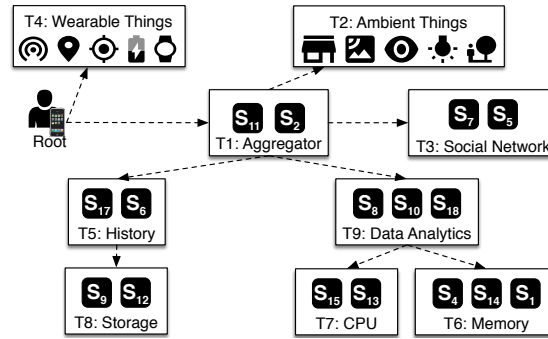 T4: Wearable Things
T2: Ambient Things
Root
S11 S2
T1: Aggregator
S7 S5
T3: Social Network
S17 S6
T5: History
S8 S10 S18
T9: Data Analytics
S9 S12
T8: Storage
S15 S13
T7: CPU
S4 S14 S1
T6: Memory